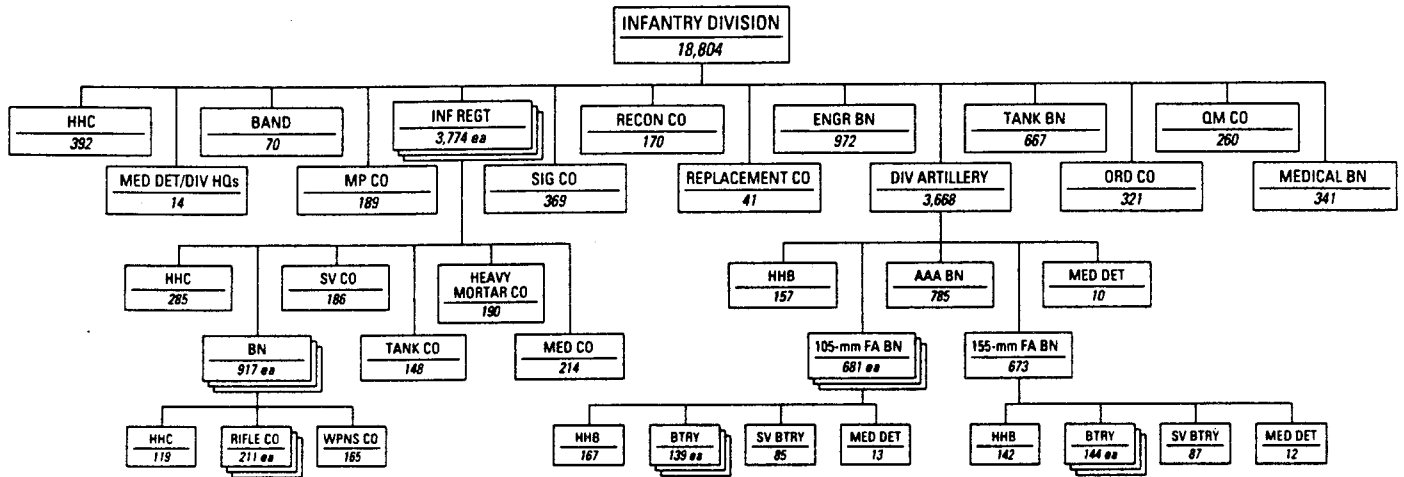 INFANTRY DIVISION
18,804
HHC
392
BAND
70
INF REGT
3,774 ea
RECON CO
170
ENGR BN
972
TANK BN
667
QM CO
260
MED DET/DIV HQs
14
MP CO
189
SIG CO
369
REPLACEMENT CO
41
DIV ARTILLERY
3,668
ORD CO
321
MEDICAL BN
341
HHC
285
SV CO
186
HEAVY
MORTAR CO
190
HHB
157
AAA BN
785
MED DET
10
BN
917 ea
TANK CO
148
MED CO
214
105-mm FA BN
681 ea
155-mm FA BN
673
HHC
119
RIFLE CO
211 ea
WPNS CO
165
HHB
167
BTRY
139 ea
SV BTRY
85
MED DET
13
HHB
142
BTRY
144 ea
SV BTRY
87
MED DET
12